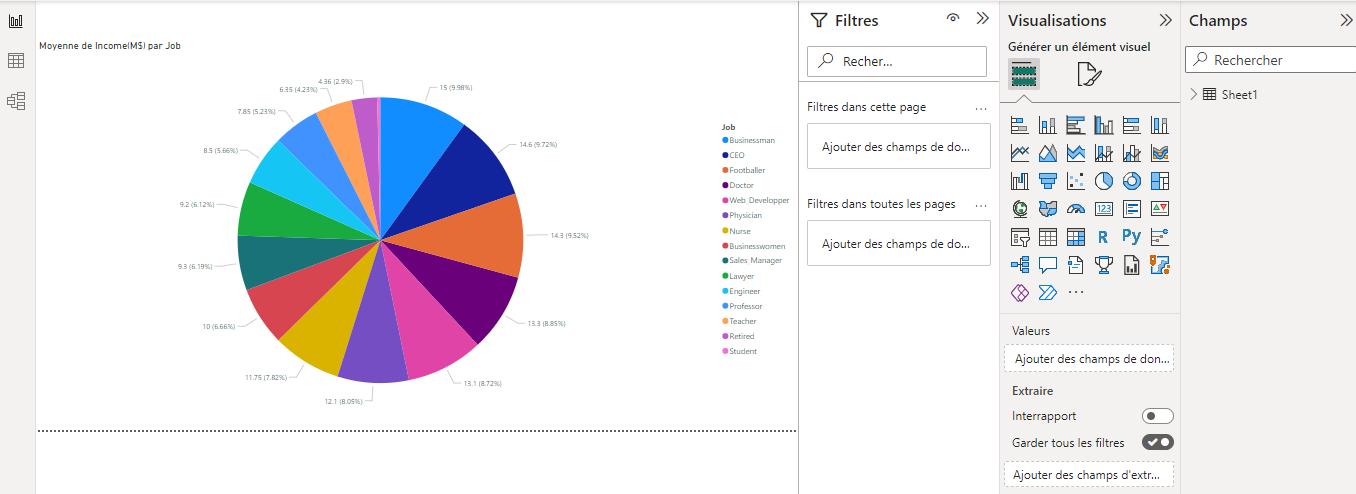 Moyenne de Income(M$) par Job
15 (9.98%)
14.6 (9.72%)
14.3 (9.52%)
13.3 (8.85%)
13.1 (8.72%)
12.1 (8.05%)
11.75 (7.82%)
10 (6.66%)
9.3 (6.19%)
9.2 (6.12%)
8.5 (5.66%)
7.85 (5.23%)
6.35 (4.23%)
4.36 (2.9%)
Job
Businessman
CEO
Footballer
Doctor
Web Developper
Physician
Nurse
Businesswomen
Sales Manager
Lawyer
Engineer
Professor
Teacher
Retired
Student
Filtres
Recher...
Filtres dans cette page
...
Ajouter des champs de do...
Filtres dans toutes les pages
...
Ajouter des champs de do...
Visualisations
Générer un élément visuel
123
R
Py
...
Valeurs
Ajouter des champs de don...
Extraire
Interrapport
Garder tous les filtres
Ajouter des champs d'extr...
Champs
Rechercher
Sheet1